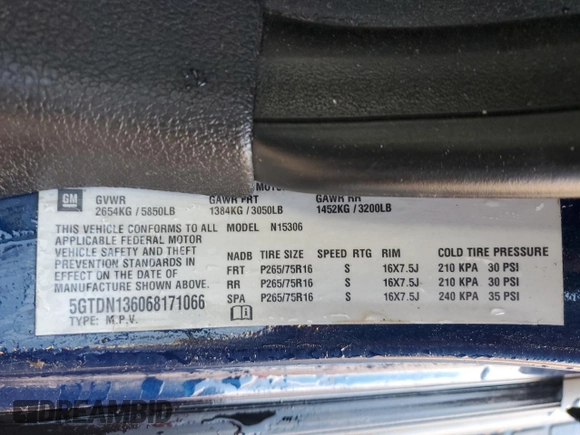 MOTOR
GM
GVWR GAWR FRT GAWR RR
2654KG / 5850LB 1384KG / 3050LB 1452KG / 3200LB
THIS VEHICLE CONFORMS TO ALL MODEL N15306
APPLICABLE FEDERAL MOTOR
VEHICLE SAFETY AND THEFT
PREVENTION STANDARDS IN
EFFECT ON THE DATE OF
MANUFACTURE SHOWN ABOVE.
5GTDN136068171066
TYPE: M.P.V.
NADB TIRE SIZE SPEED RTG RIM COLD TIRE PRESSURE
FRT P265/75R16 S 16X7.5J 210 KPA 30 PSI
RR P265/75R16 S 16X7.5J 210 KPA 30 PSI
SPA P265/75R16 S 16X7.5J 240 KPA 35 PSI
© DREAMBID